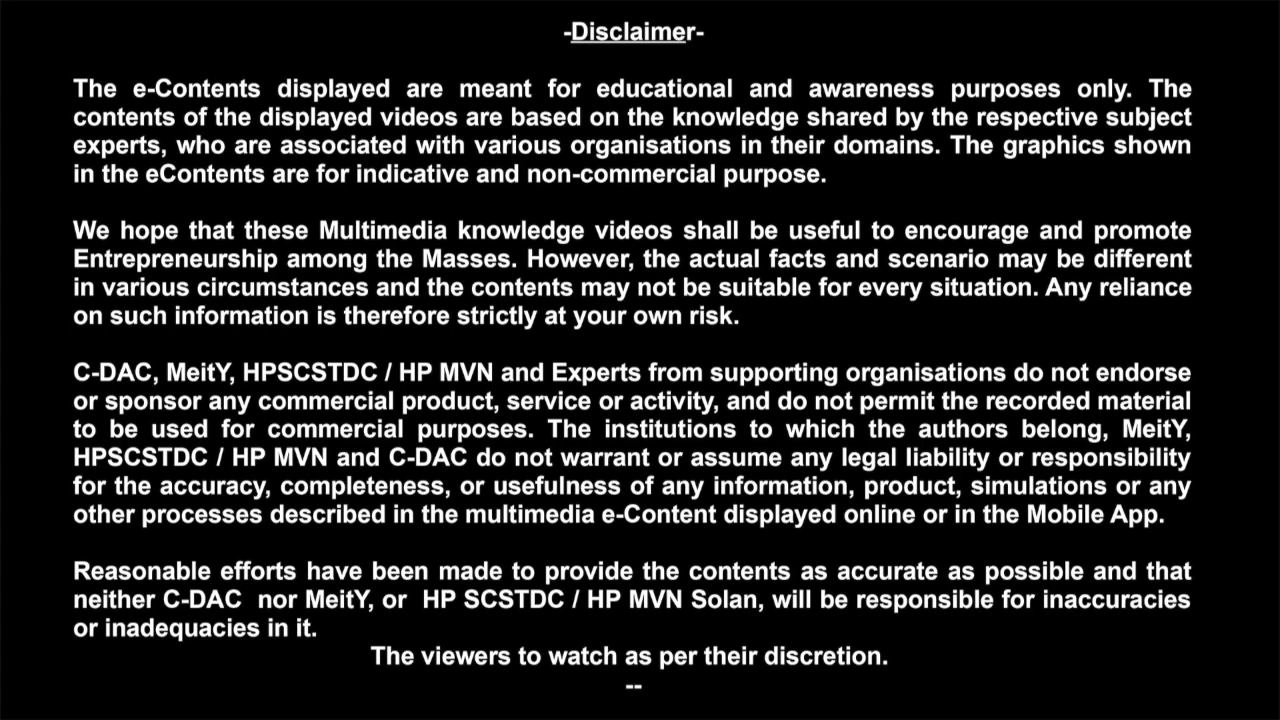 -Disclaimer-
The e-Contents displayed are meant for educational and awareness purposes only. The
contents of the displayed videos are based on the knowledge shared by the respective subject
experts, who are associated with various organisations in their domains. The graphics shown
in the eContents are for indicative and non-commercial purpose.
We hope that these Multimedia knowledge videos shall be useful to encourage and promote
Entrepreneurship among the Masses. However, the actual facts and scenario may be different
in various circumstances and the contents may not be suitable for every situation. Any reliance
on such information is therefore strictly at your own risk.
C-DAC, MeitY, HPSCSTDC / HP MVN and Experts from supporting organisations do not endorse
or sponsor any commercial product, service or activity, and do not permit the recorded material
to be used for commercial purposes. The institutions to which the authors belong, MeitY,
HPSCSTDC / HP MVN and C-DAC do not warrant or assume any legal liability or responsibility
for the accuracy, completeness, or usefulness of any information, product, simulations or any
other processes described in the multimedia e-Content displayed online or in the Mobile App.
Reasonable efforts have been made to provide the contents as accurate as possible and that
neither C-DAC nor MeitY, or HP SCSTDC / HP MVN Solan, will be responsible for inaccuracies
or inadequacies in it.
The viewers to watch as per their discretion.
--